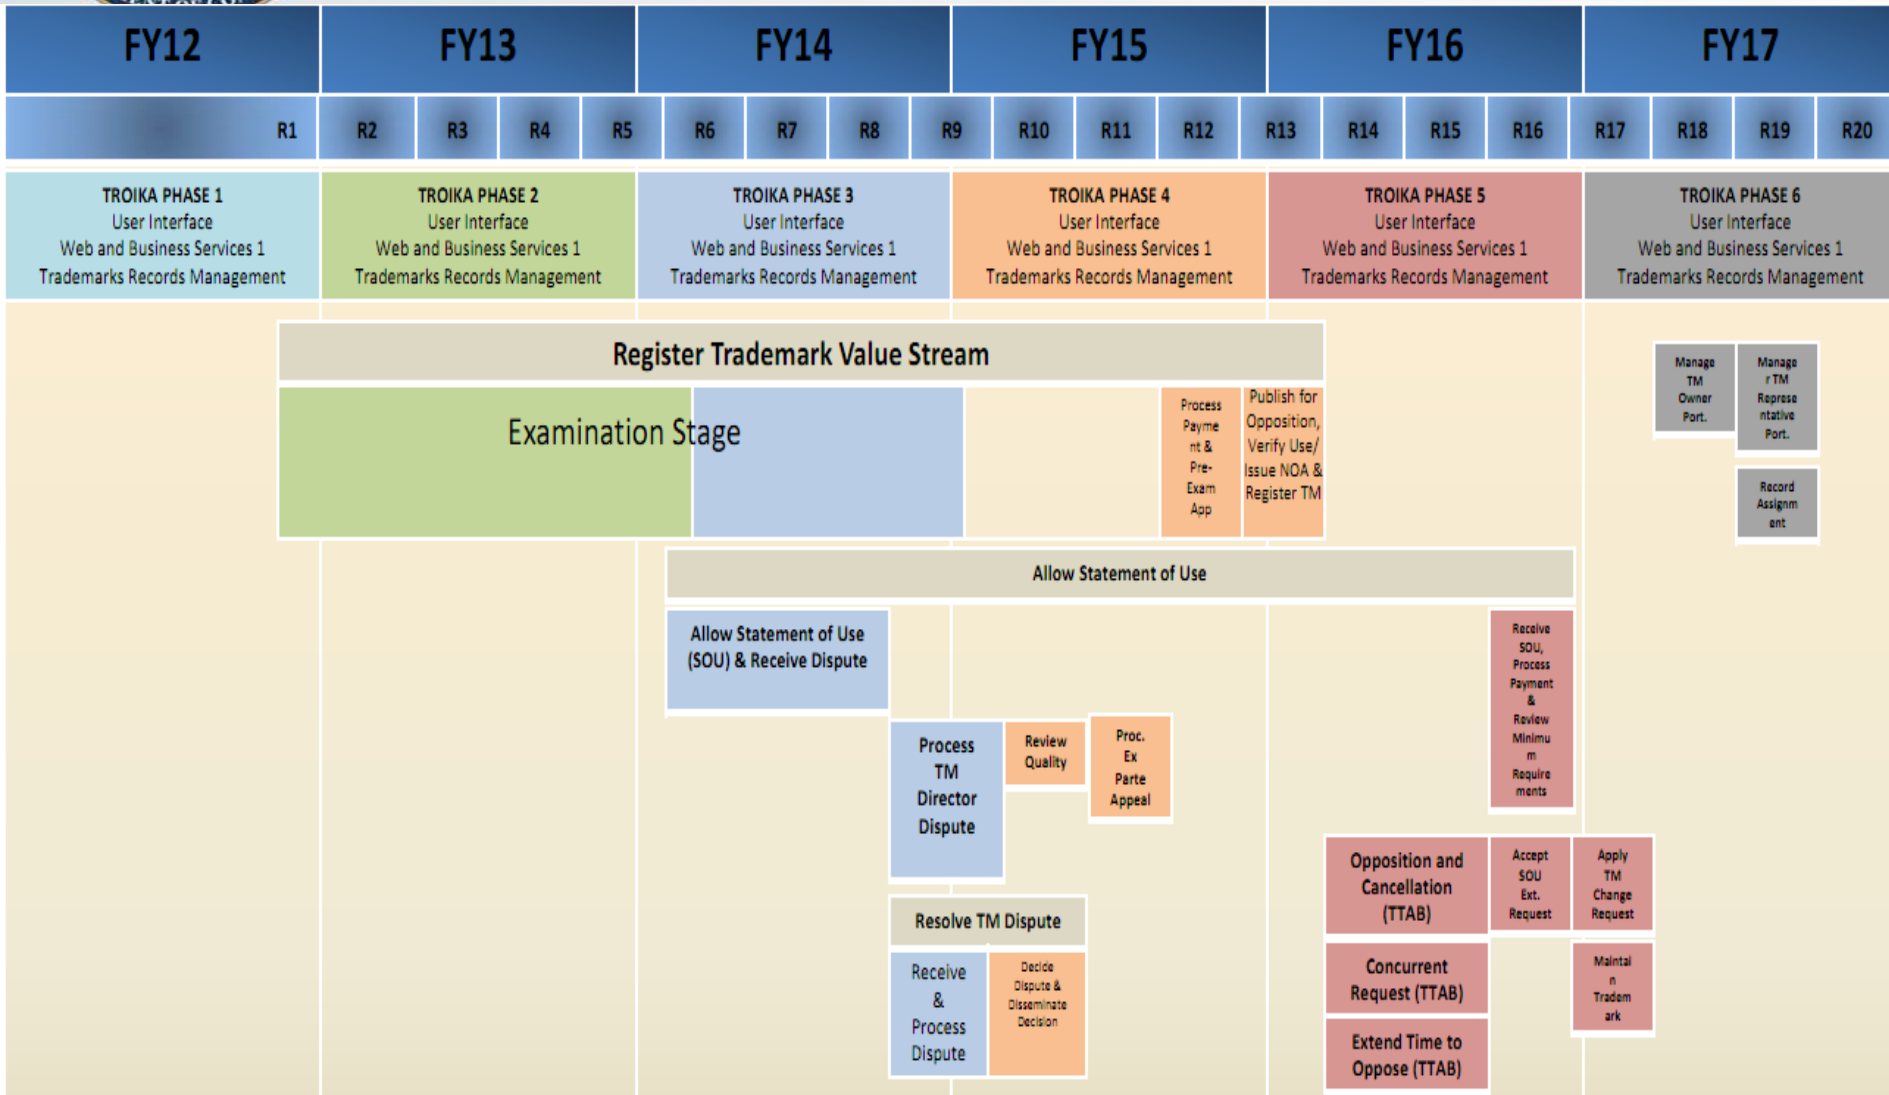 FY12 FY13 FY14 FY15 FY16 FY17
R1 R2 R3 R4 R5 R6 R7 R8 R9 R10 R11 R12 R13 R14 R15 R16 R17 R18 R19 R20
TROIKA PHASE 1
User Interface
Web and Business Services 1
Trademarks Records Management
TROIKA PHASE 2
User Interface
Web and Business Services 1
Trademarks Records Management
TROIKA PHASE 3
User Interface
Web and Business Services 1
Trademarks Records Management
TROIKA PHASE 4
User Interface
Web and Business Services 1
Trademarks Records Management
TROIKA PHASE 5
User Interface
Web and Business Services 1
Trademarks Records Management
TROIKA PHASE 6
User Interface
Web and Business Services 1
Trademarks Records Management
Register Trademark Value Stream
Examination Stage
Process
Payme
nt &
Pre-
Exam
App
Publish for
Opposition,
Verify Use/
Issue NOA &
Register TM
Manage
TM
Owner
Port.
Manage
r TM
Represe
ntative
Port.
Record
Assignm
ent
Allow Statement of Use
Allow Statement of Use
(SOU) & Receive Dispute
Receive
SOU,
Process
Payment
&
Review
Minimu
m
Require
ments
Process
TM
Director
Dispute
Review
Quality
Proc.
Ex
Parte
Appeal
Opposition and
Cancellation
(TTAB)
Accept
SOU
Ext.
Request
Apply
TM
Change
Request
Resolve TM Dispute
Receive
&
Process
Dispute
Decide
Dispute &
Disseminate
Decision
Concurrent
Request (TTAB)
Maintai
n
Tradem
ark
Extend Time to
Oppose (TTAB)